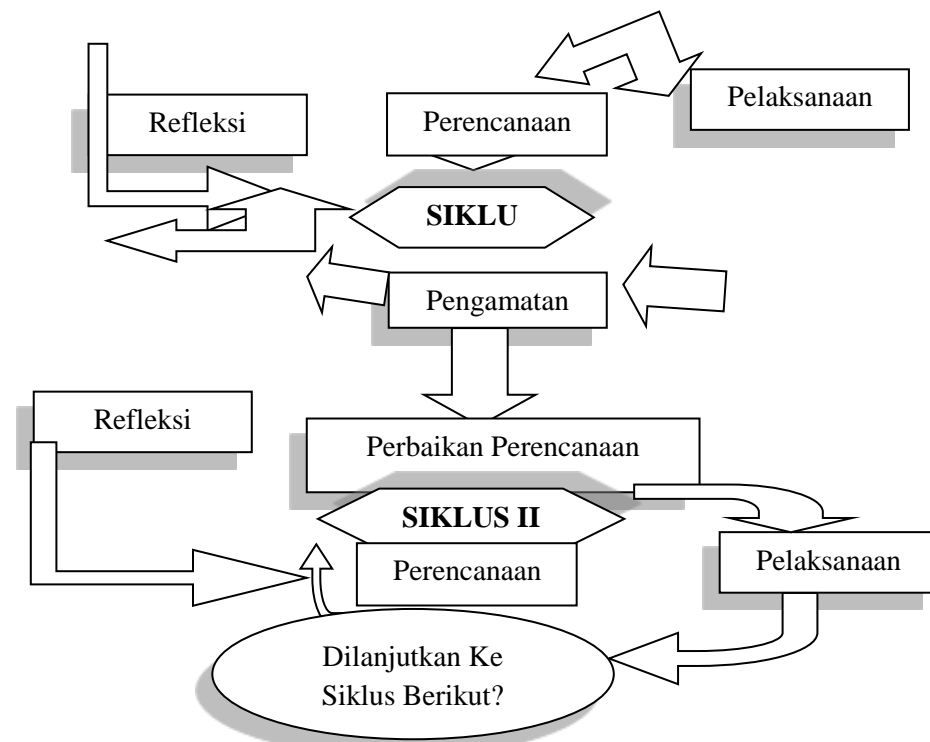 Refleksi
Perencanaan
Pelaksanaan
SIKLU
Pengamatan
Refleksi
Perbaikan Perencanaan
SIKLUS II
Perencanaan
Pelaksanaan
Dilanjutkan Ke
Siklus Berikut?